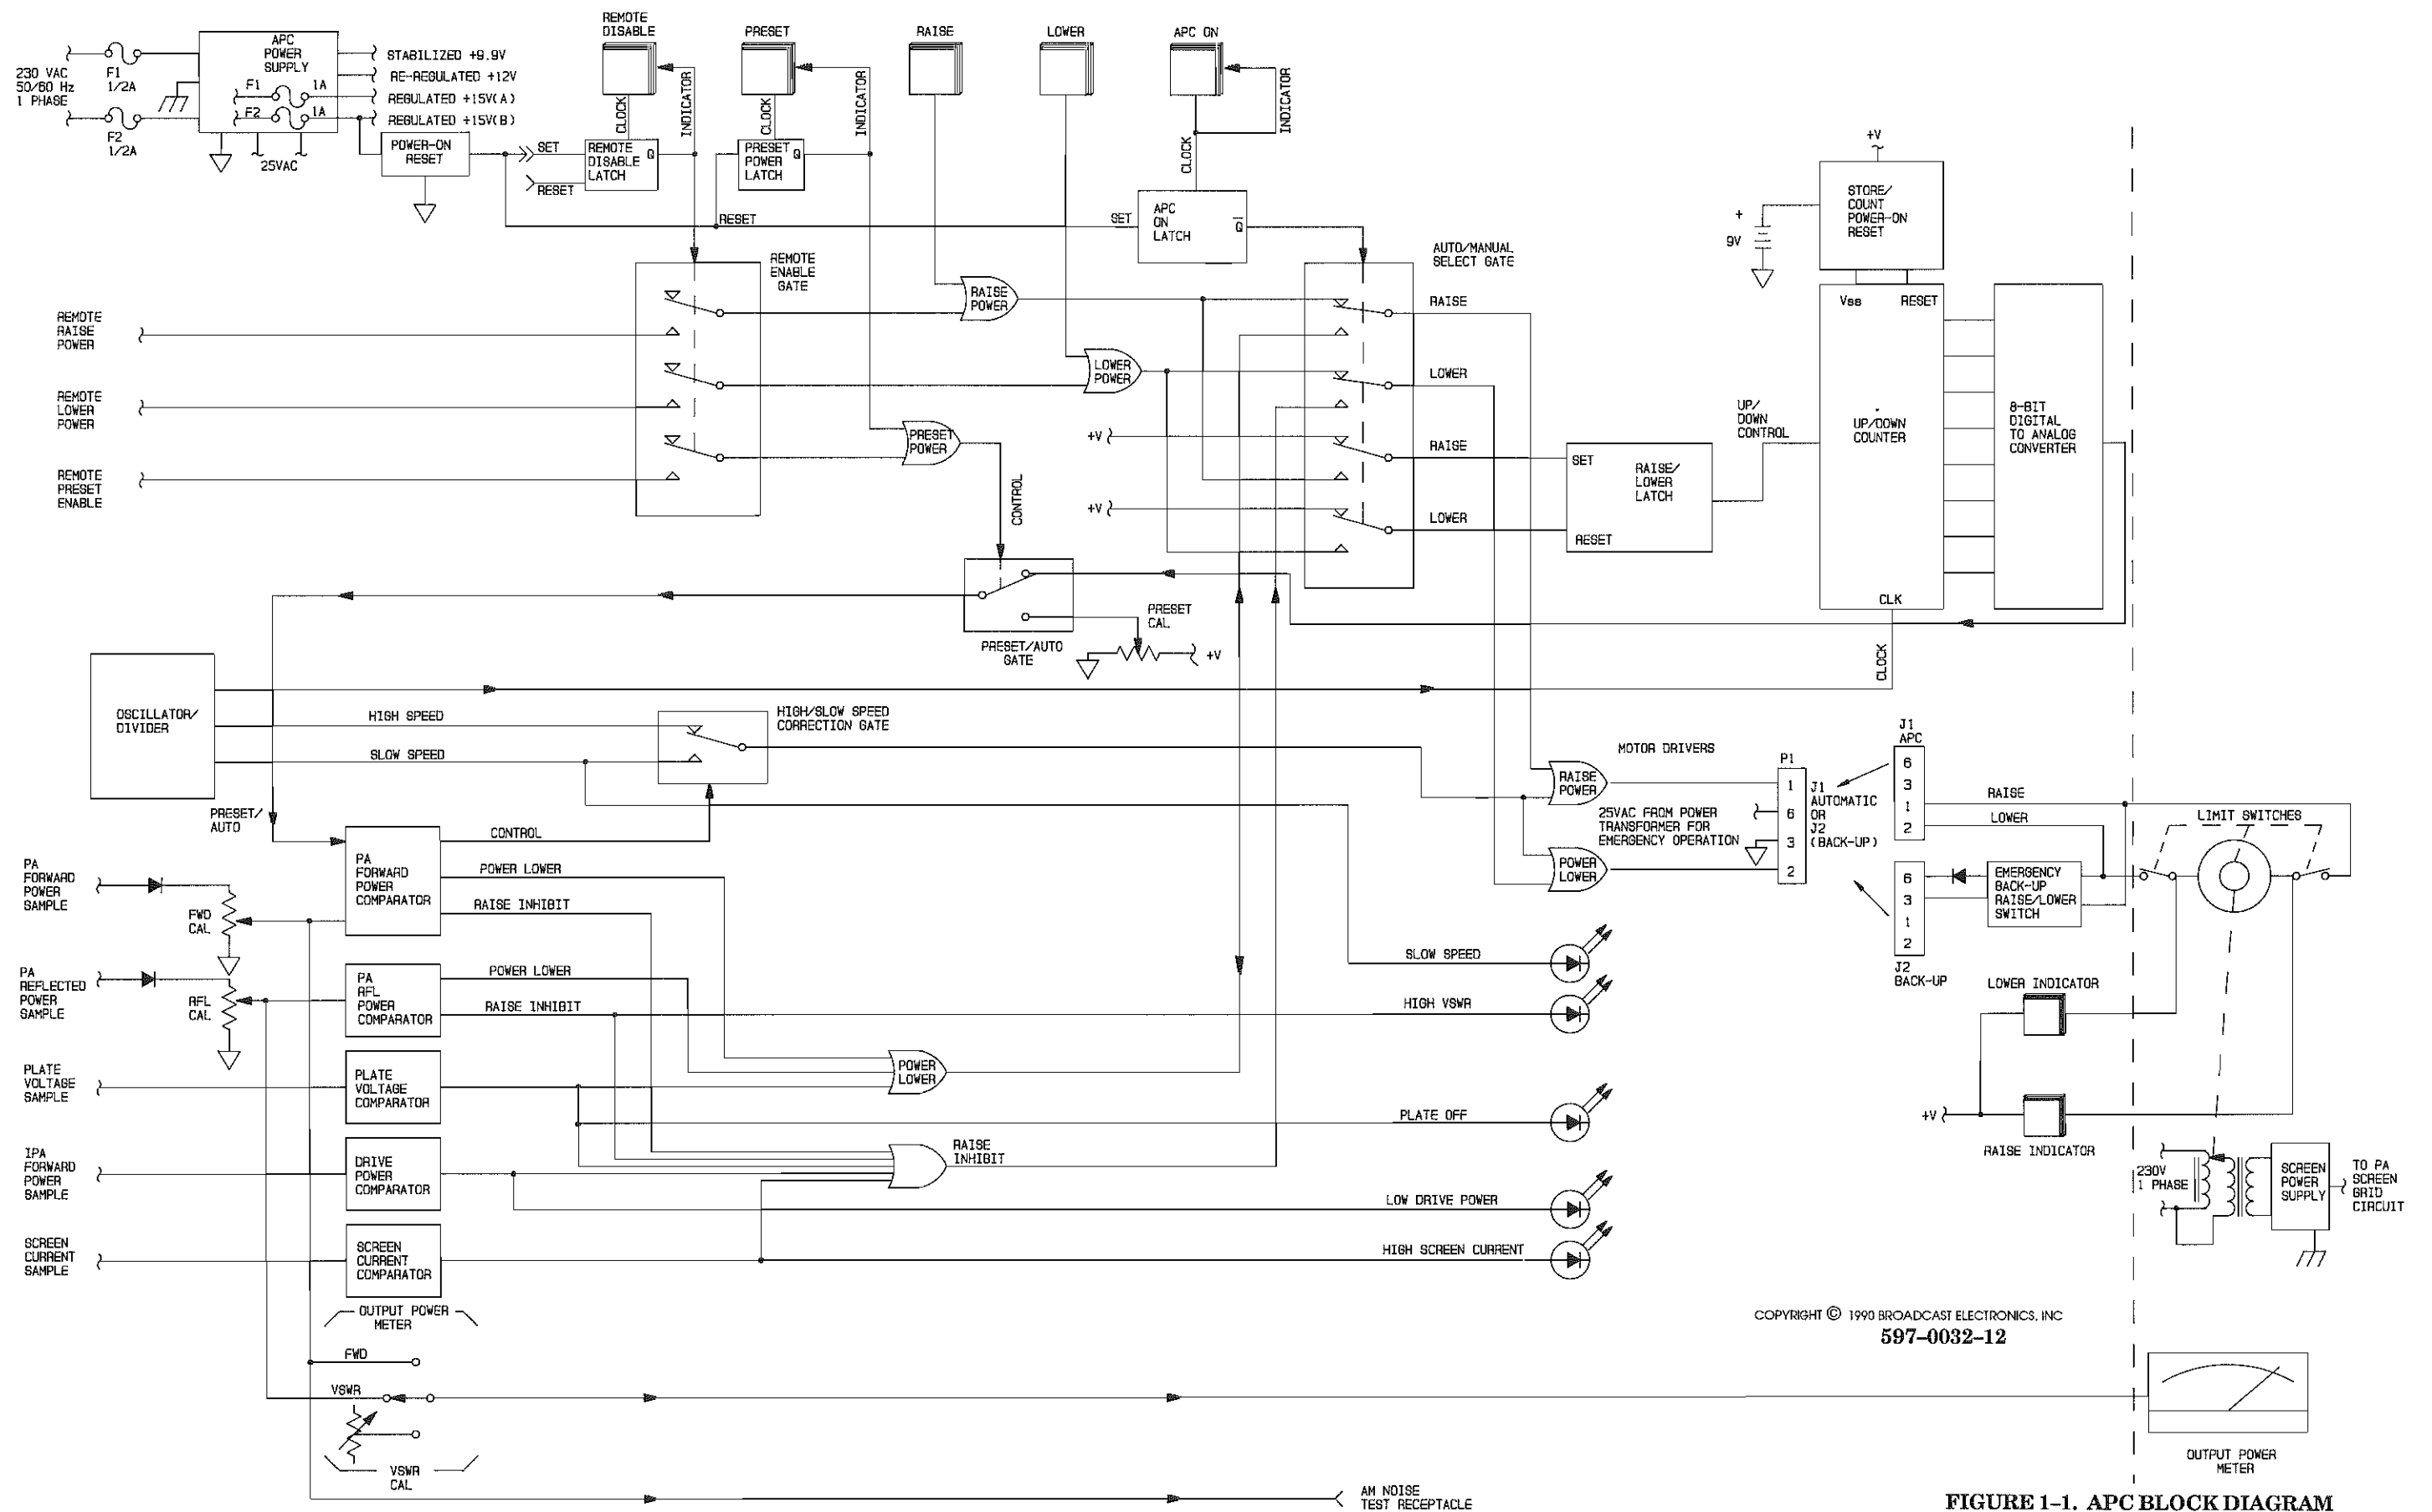 REMOTE
DISABLE
PRESET
RAISE
LOWER
APC ON
APC
POWER
SUPPLY
F1 1A
F2 1A
230 VAC
50/60 Hz
1 PHASE
F1
1/2A
F2
1/2A
25VAC
STABILIZED +9.9V
RE-REGULATED +12V
REGULATED +15V(A)
REGULATED +15V(B)
POWER-ON
RESET
SET
RESET
CLOCK
INDICATOR
REMOTE
DISABLE
LATCH
Q
CLOCK
INDICATOR
PRESET
POWER
LATCH
Q
RESET
CLOCK
INDICATOR
SET
APC
ON
LATCH
Q
+V
STORE/
COUNT
POWER-ON
RESET
+
9V
REMOTE
ENABLE
GATE
AUTO/MANUAL
SELECT GATE
REMOTE
RAISE
POWER
REMOTE
LOWER
POWER
REMOTE
PRESET
ENABLE
RAISE
POWER
LOWER
POWER
PRESET
POWER
CONTROL
+V
+V
RAISE
LOWER
RAISE
LOWER
SET
RAISE/
LOWER
LATCH
RESET
UP/
DOWN
CONTROL
Vss
RESET
UP/DOWN
COUNTER
CLK
8-BIT
DIGITAL
TO ANALOG
CONVERTER
CLOCK
PRESET/AUTO
GATE
PRESET
CAL
+V
OSCILLATOR/
DIVIDER
HIGH SPEED
SLOW SPEED
HIGH/SLOW SPEED
CORRECTION GATE
PRESET/
AUTO
CONTROL
POWER LOWER
RAISE INHIBIT
PA
FORWARD
POWER
COMPARATOR
PA
FORWARD
POWER
SAMPLE
FWD
CAL
PA
REFLECTED
POWER
SAMPLE
RFL
CAL
PA
RFL
POWER
COMPARATOR
POWER LOWER
RAISE INHIBIT
PLATE
VOLTAGE
SAMPLE
PLATE
VOLTAGE
COMPARATOR
POWER
LOWER
IPA
FORWARD
POWER
SAMPLE
DRIVE
POWER
COMPARATOR
RAISE
INHIBIT
SCREEN
CURRENT
SAMPLE
SCREEN
CURRENT
COMPARATOR
MOTOR DRIVERS
RAISE
POWER
POWER
LOWER
25VAC FROM POWER
TRANSFORMER FOR
EMERGENCY OPERATION
P1
1
6
3
2
J1
AUTOMATIC
OR
J2
(BACK-UP)
J1
APC
6
3
1
2
RAISE
LOWER
6
3
1
2
J2
BACK-UP
EMERGENCY
BACK-UP
RAISE/LOWER
SWITCH
LIMIT SWITCHES
LOWER INDICATOR
+V
RAISE INDICATOR
SLOW SPEED
HIGH VSWR
PLATE OFF
LOW DRIVE POWER
HIGH SCREEN CURRENT
230V
1 PHASE
SCREEN
POWER
SUPPLY
TO PA
SCREEN
GRID
CIRCUIT
OUTPUT POWER
METER
FWD
VSWR
VSWR
CAL
AM NOISE
TEST RECEPTACLE
COPYRIGHT © 1990 BROADCAST ELECTRONICS, INC
597-0032-12
OUTPUT POWER
METER
FIGURE 1-1. APC BLOCK DIAGRAM